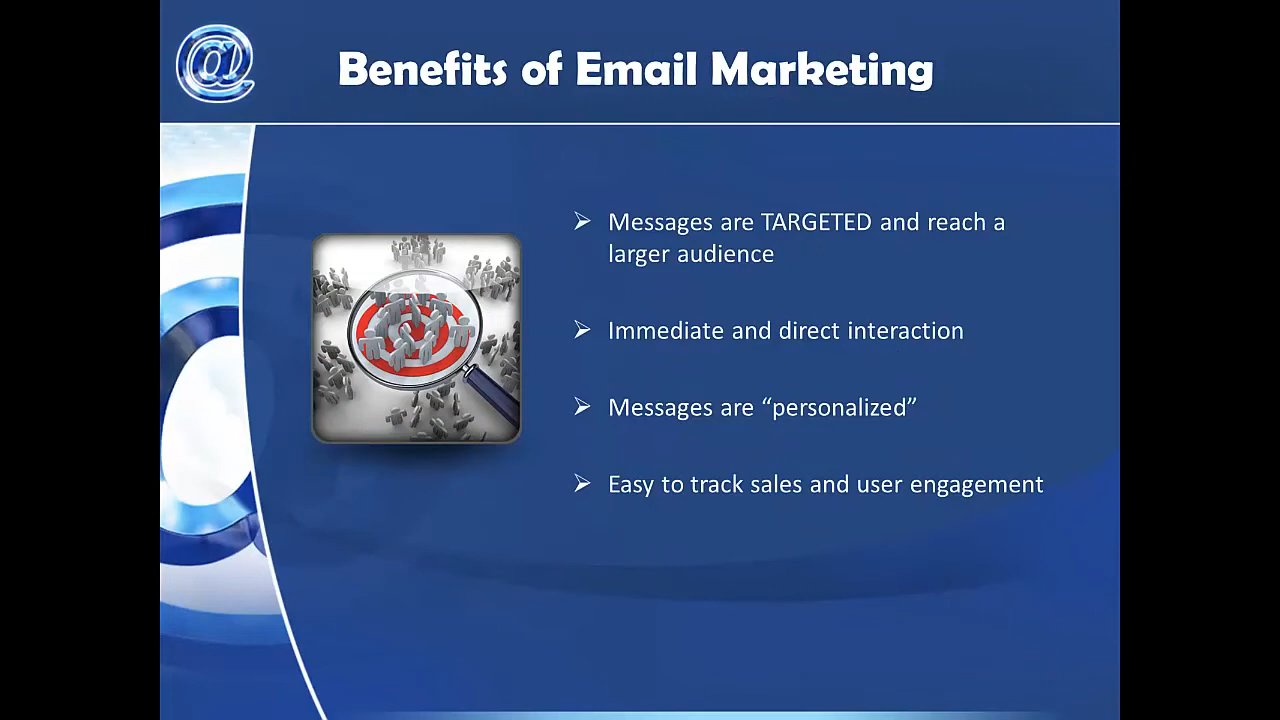 @
Benefits of Email Marketing
➢ Messages are TARGETED and reach a
larger audience
➢ Immediate and direct interaction
➢ Messages are “personalized”
➢ Easy to track sales and user engagement